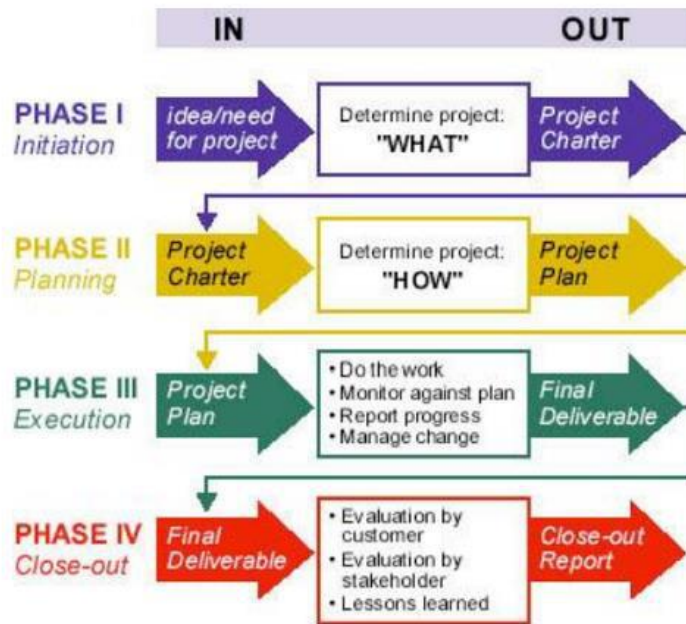 IN OUT
PHASE I
Initiation
idea/need
for project
Determine project:
"WHAT"
Project
Charter
PHASE II
Planning
Project
Charter
Determine project:
"HOW"
Project
Plan
PHASE III
Execution
Project
Plan
• Do the work
• Monitor against plan
• Report progress
• Manage change
Final
Deliverable
PHASE IV
Close-out
Final
Deliverable
• Evaluation by
customer
• Evaluation by
stakeholder
• Lessons learned
Close-out
Report